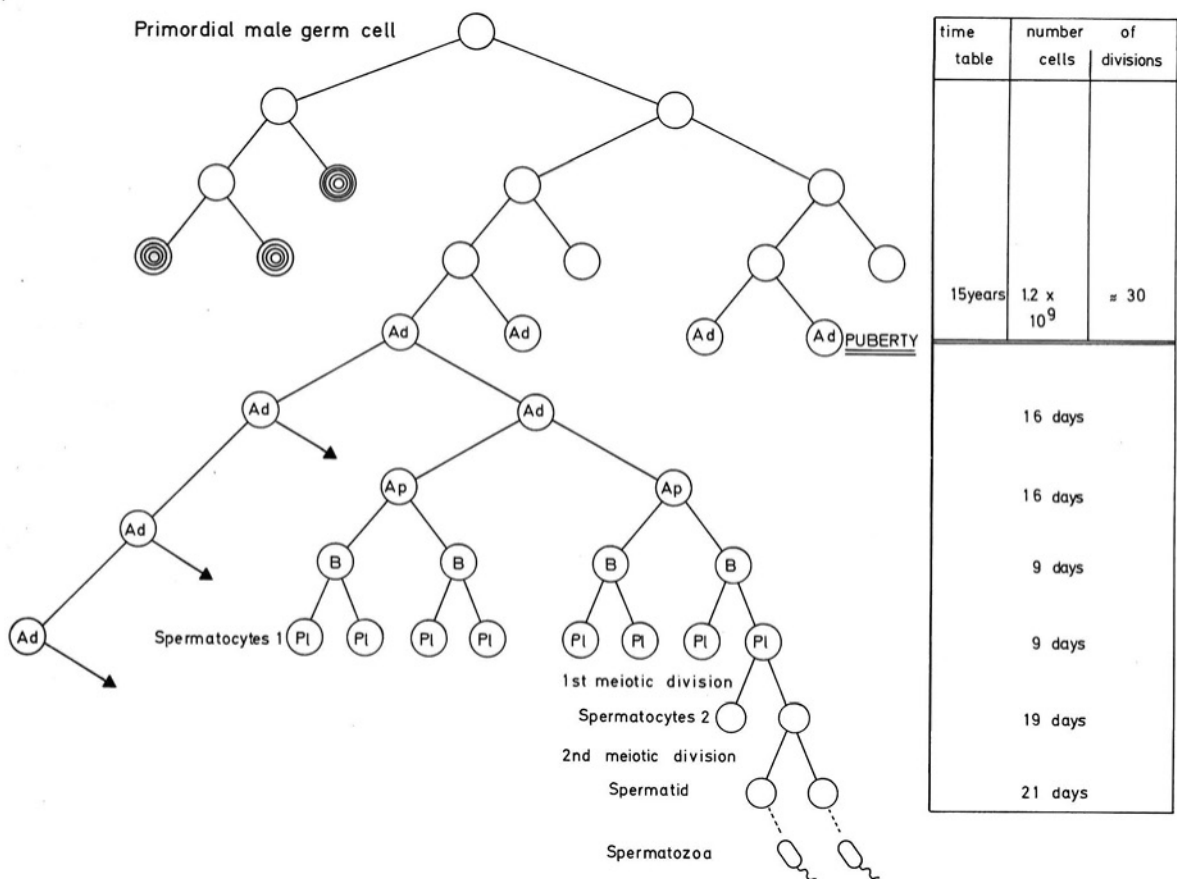 Primordial male germ cell
time table
number of
cells
divisions
15years
1.2 x
10⁹
≈ 30
Ad
Ad
Ad
Ad
PUBERTY
Ad
Ad
16 days
Ap
Ap
16 days
Ad
B
B
B
B
9 days
Ad
Spermatocytes 1
Pl
Pl
Pl
Pl
Pl
Pl
Pl
Pl
9 days
1st meiotic division
Spermatocytes 2
19 days
2nd meiotic division
Spermatid
21 days
Spermatozoa